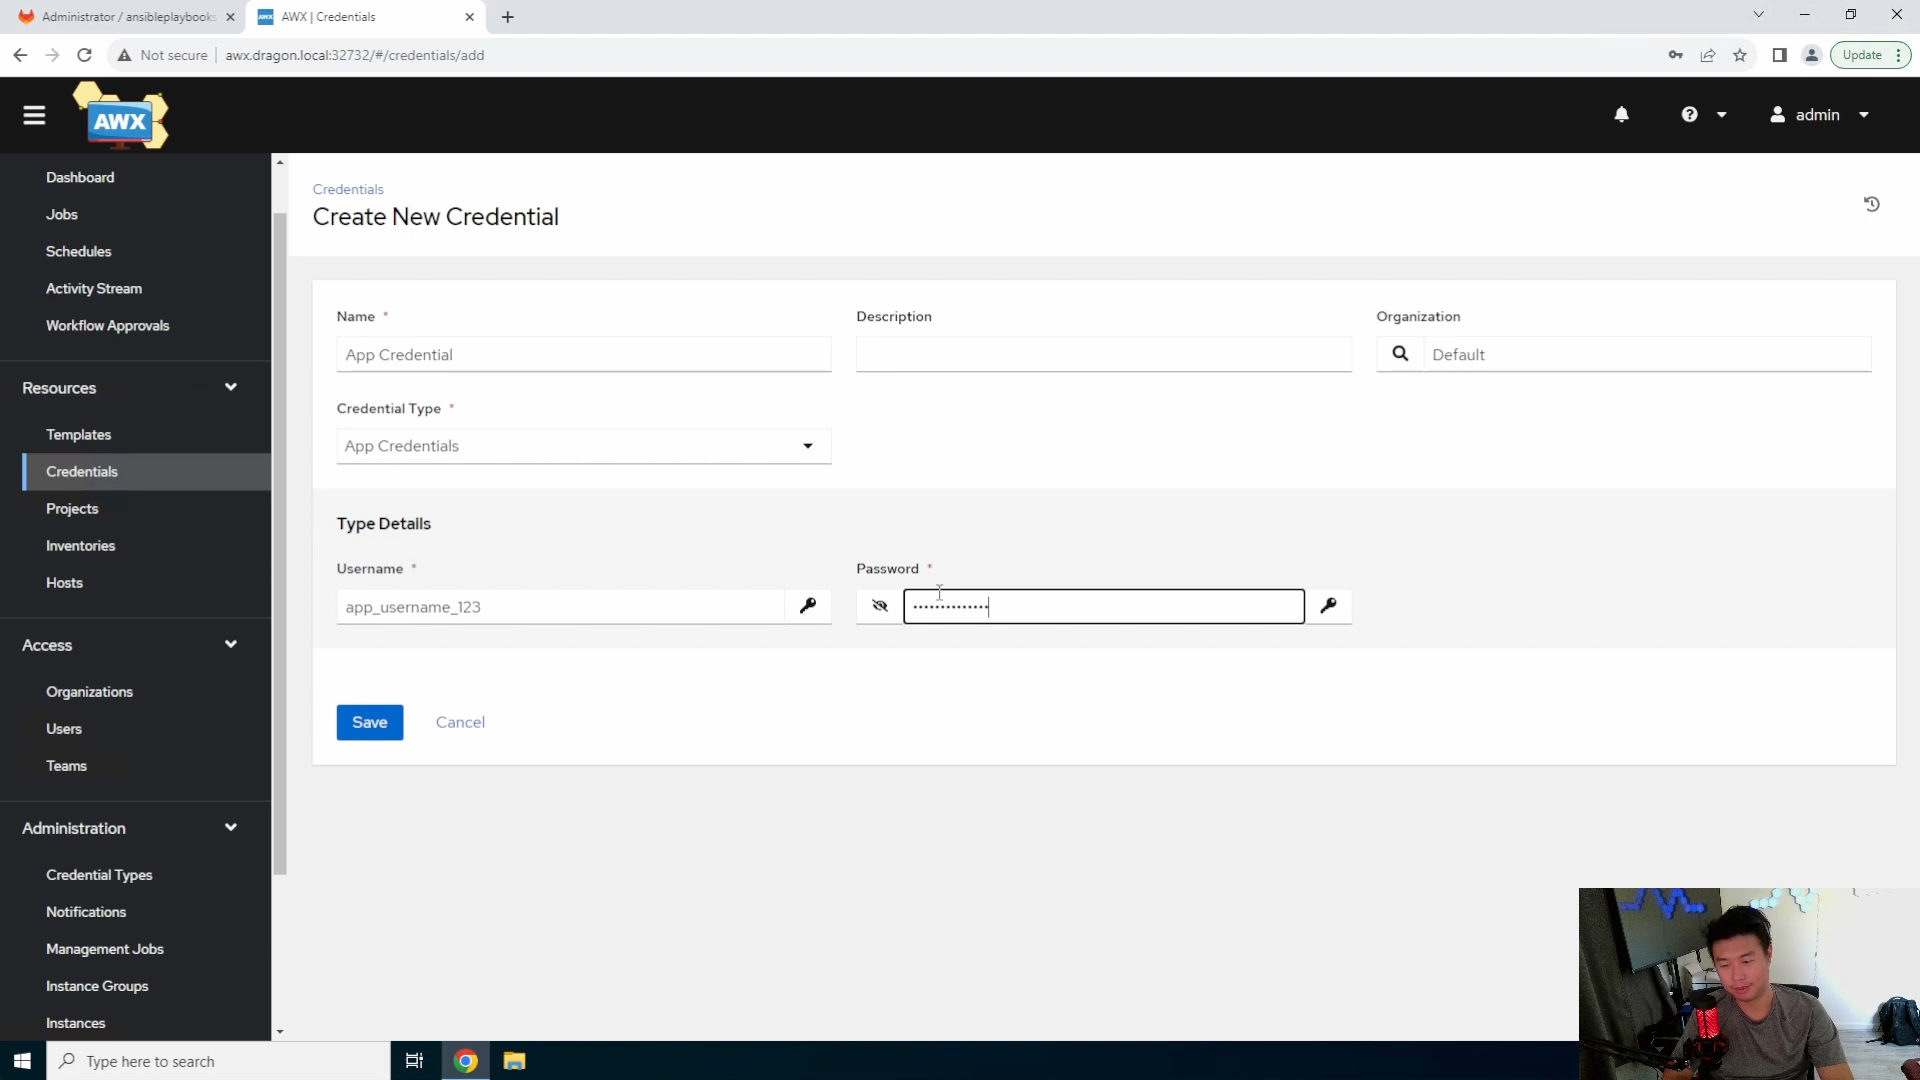 Administrator / ansibleplaybooks
AWX | Credentials
Not secure
awx.dragon.local:32732/#/credentials/add
Update
AWX
admin
Dashboard
Jobs
Schedules
Activity Stream
Workflow Approvals
Resources
Templates
Credentials
Projects
Inventories
Hosts
Access
Organizations
Users
Teams
Administration
Credential Types
Notifications
Management Jobs
Instance Groups
Instances
Credentials
Create New Credential
Name *
Description
Organization
App Credential
Default
Credential Type *
App Credentials
Type Details
Username *
Password *
app_username_123
••••••••••••••
Save
Cancel
Type here to search